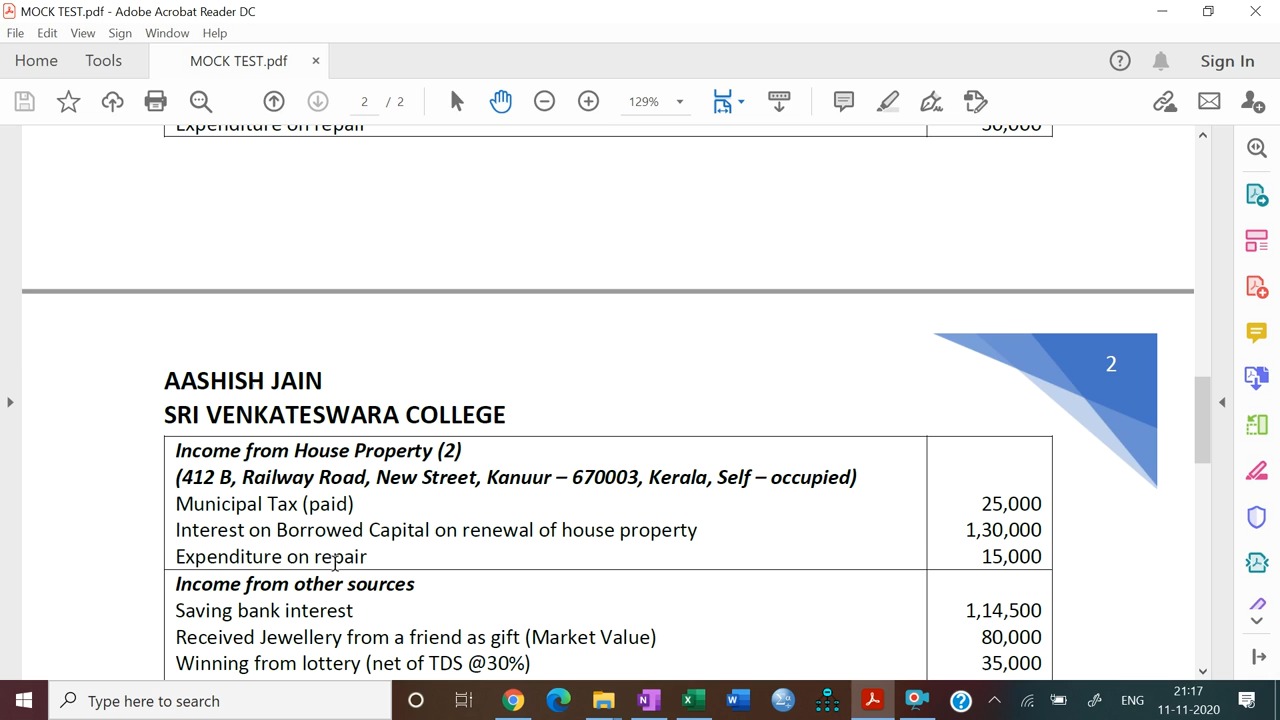 MOCK TEST.pdf - Adobe Acrobat Reader DC
File Edit View Sign Window Help
Home Tools MOCK TEST.pdf × Sign In
2 / 2 129%
Expenditure on repair 30,000
2
AASHISH JAIN
SRI VENKATESWARA COLLEGE
Income from House Property (2)
(412 B, Railway Road, New Street, Kanuur – 670003, Kerala, Self – occupied)
Municipal Tax (paid) 25,000
Interest on Borrowed Capital on renewal of house property 1,30,000
Expenditure on repair 15,000
Income from other sources
Saving bank interest 1,14,500
Received Jewellery from a friend as gift (Market Value) 80,000
Winning from lottery (net of TDS @30%) 35,000
Type here to search
ENG
21:17
11-11-2020